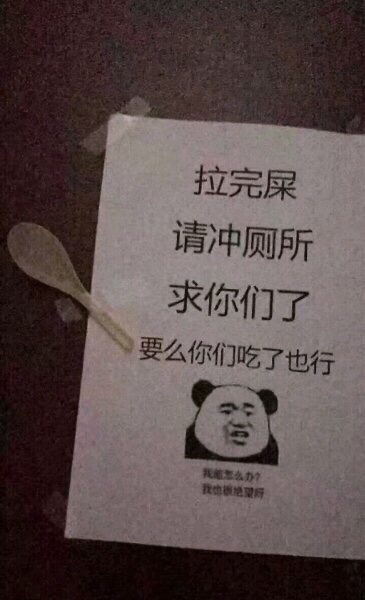 拉完屎
请冲厕所
求你们了
要么你们吃了也行
我能怎么办?
我也很绝望呀